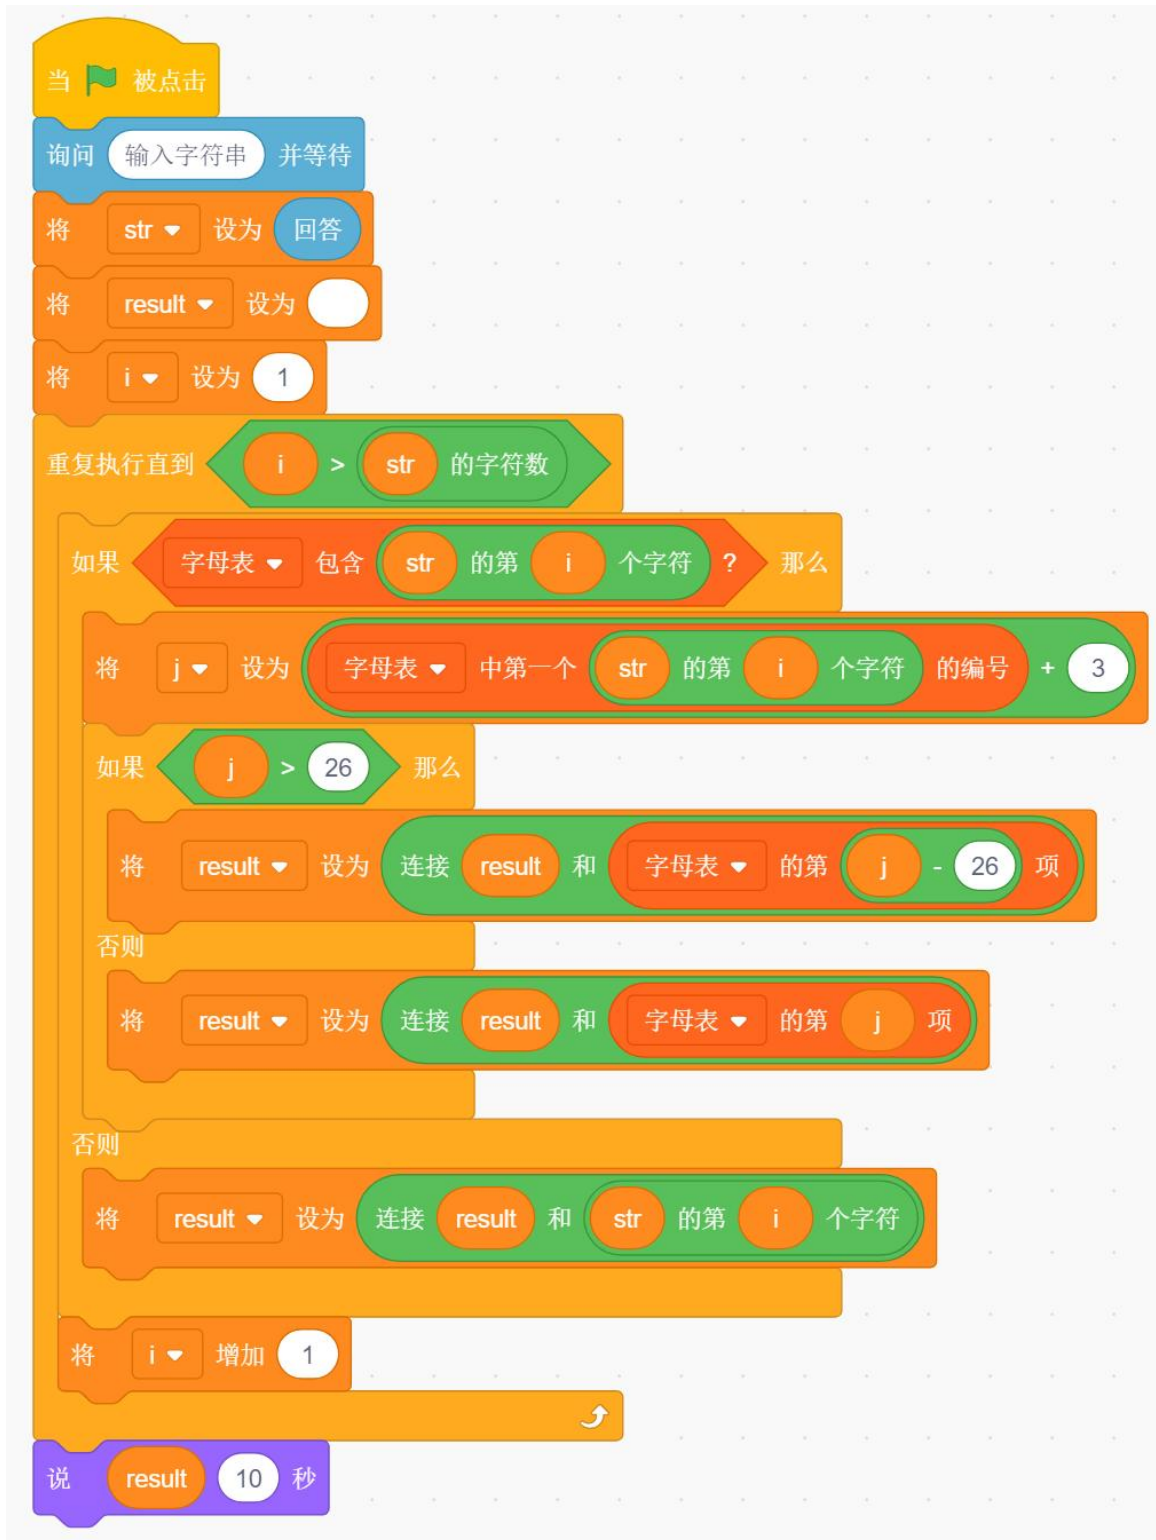 当 被点击
询问 输入字符串 并等待
将 str 设为 回答
将 result 设为
将 i 设为 1
重复执行直到 i > str 的字符数
如果 字母表 包含 str 的第 i 个字符 ? 那么
将 j 设为 字母表 中第一个 str 的第 i 个字符 的编号 + 3
如果 j > 26 那么
将 result 设为 连接 result 和 字母表 的第 j - 26 项
否则
将 result 设为 连接 result 和 字母表 的第 j 项
否则
将 result 设为 连接 result 和 str 的第 i 个字符
将 i 增加 1
说 result 10 秒